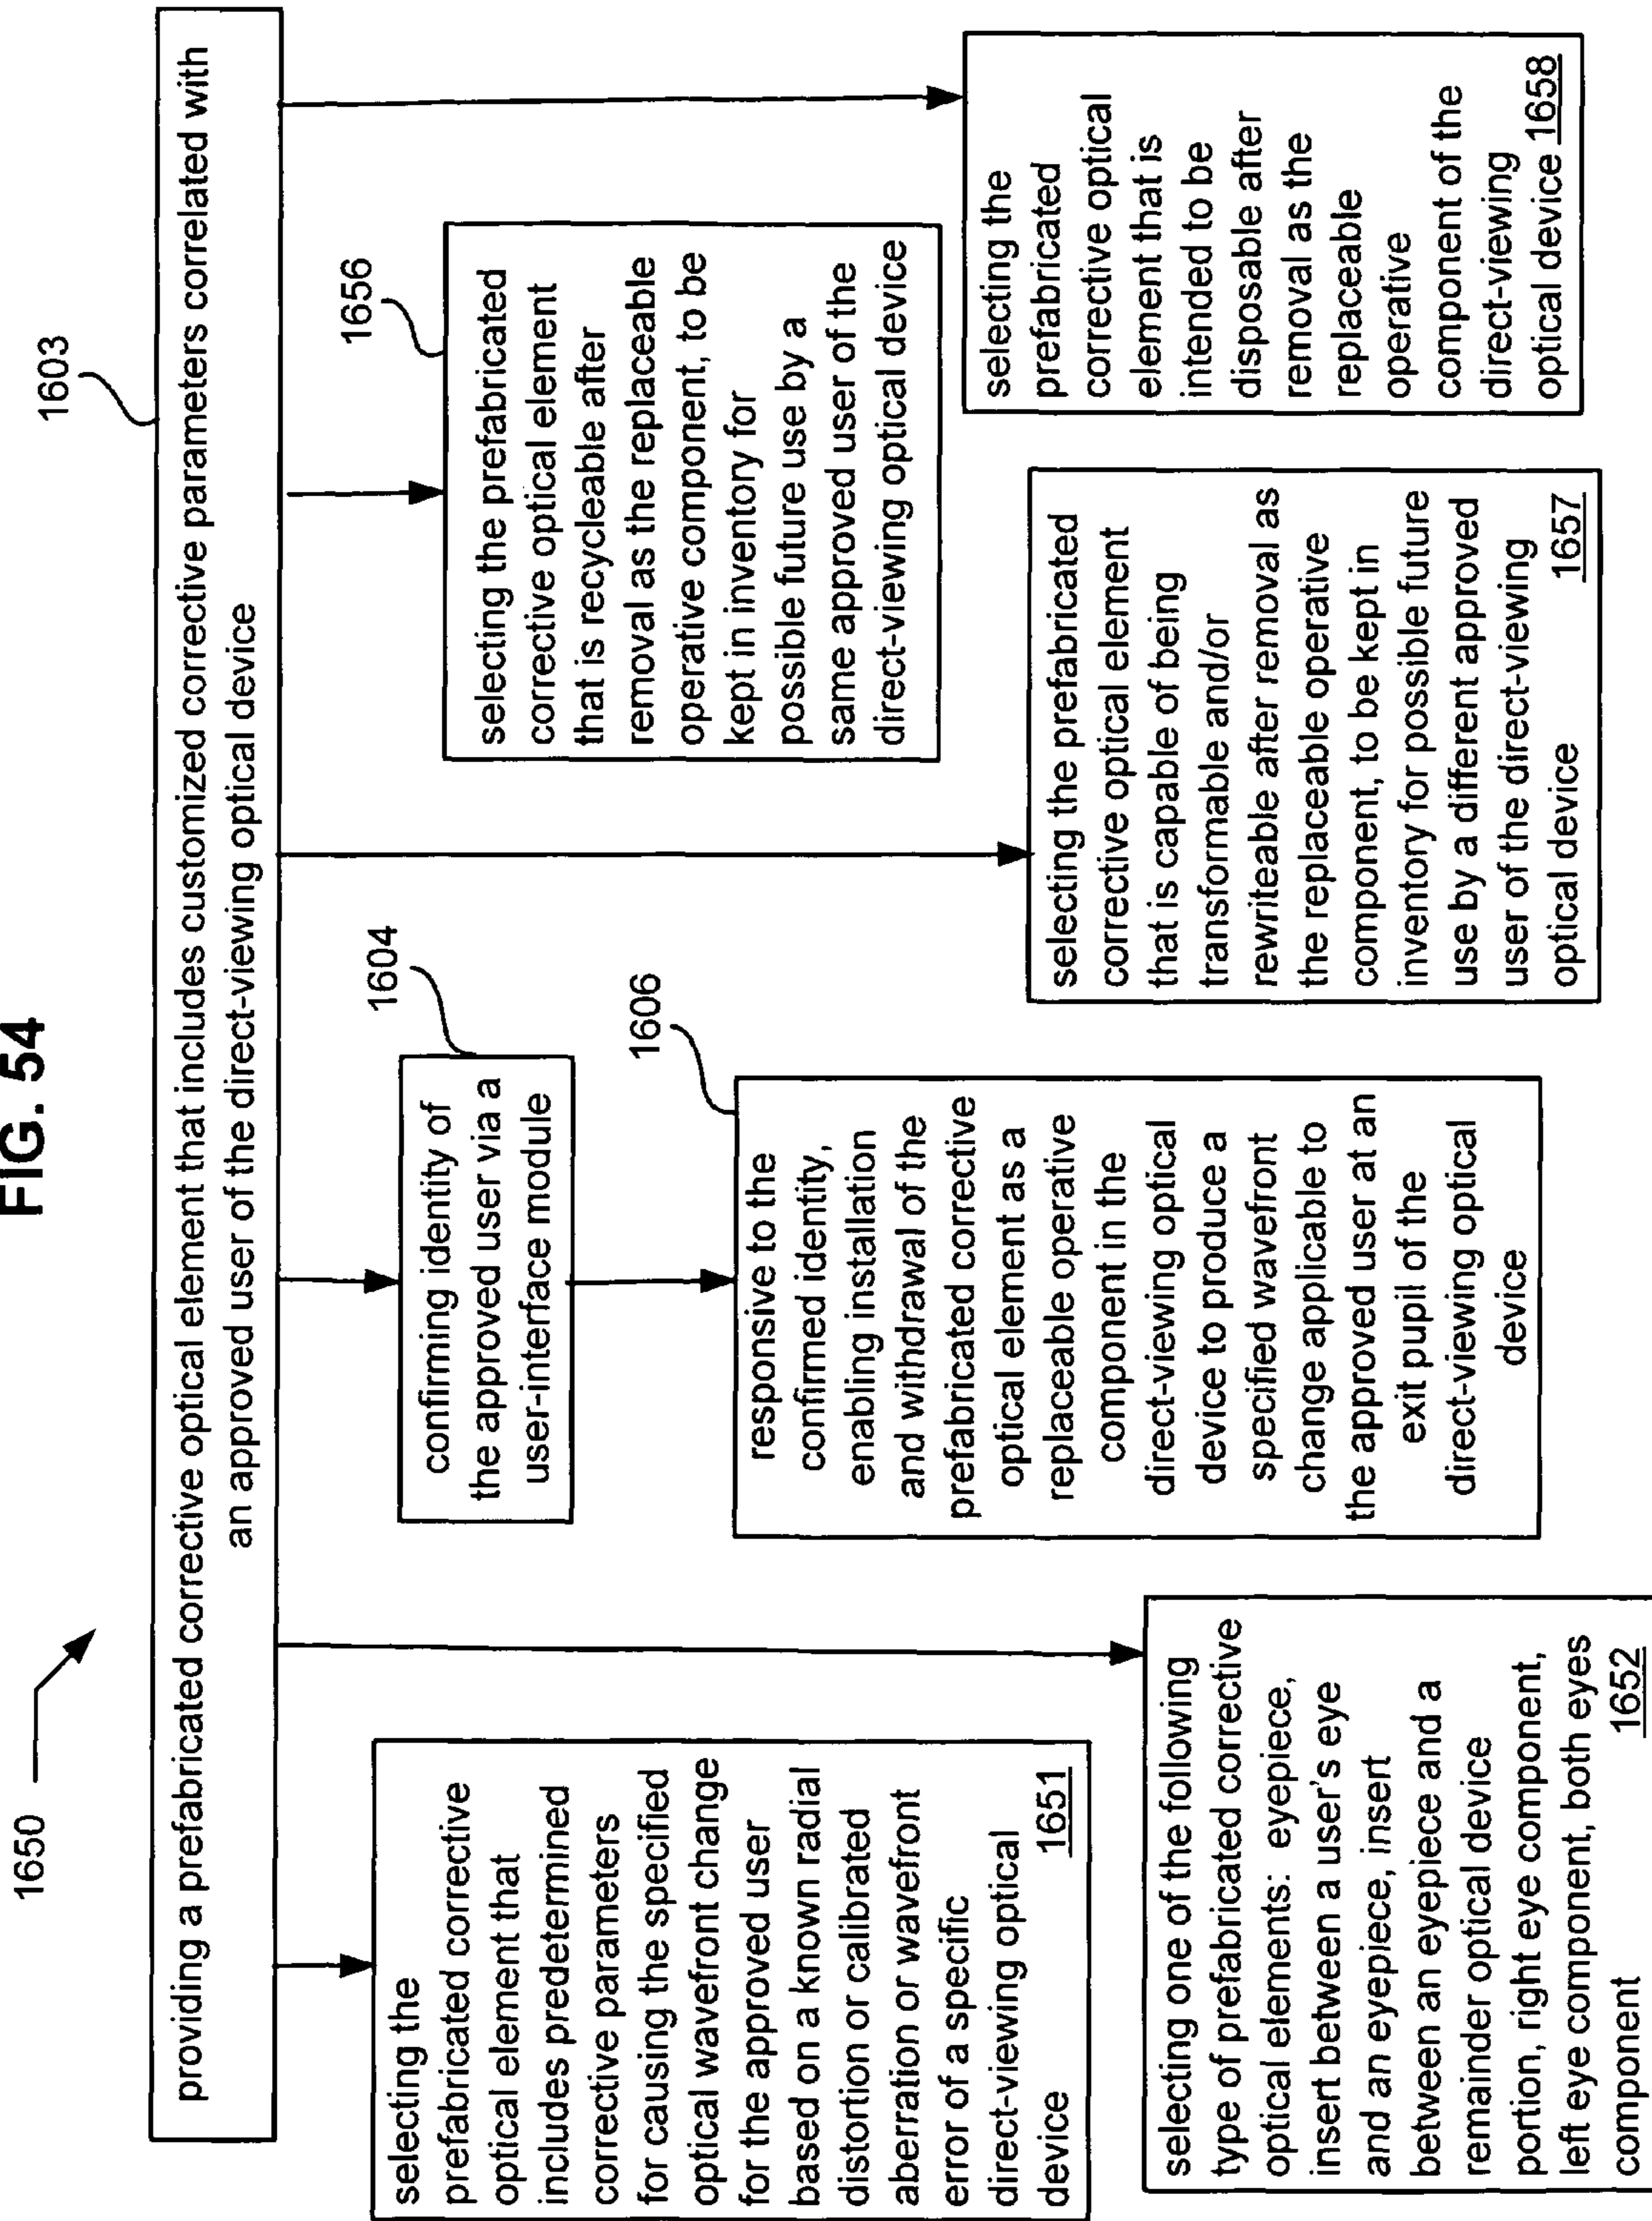 FIG. 54
1650
1603
providing a prefabricated corrective optical element that includes customized corrective parameters correlated with
an approved user of the direct-viewing optical device
selecting the
prefabricated corrective
optical element that
includes predetermined
corrective parameters
for causing the specified
optical wavefront change
for the approved user
based on a known radial
distortion or calibrated
aberration or wavefront
error of a specific
direct-viewing optical
device 1651
selecting one of the following
type of prefabricated corrective
optical elements: eyepiece,
insert between a user's eye
and an eyepiece, insert
between an eyepiece and a
remainder optical device
portion, right eye component,
left eye component, both eyes
component 1652
1604
confirming identity of
the approved user via a
user-interface module
1606
responsive to the
confirmed identity,
enabling installation
and withdrawal of the
prefabricated corrective
optical element as a
replaceable operative
component in the
direct-viewing optical
device to produce a
specified wavefront
change applicable to
the approved user at an
exit pupil of the
direct-viewing optical
device
1656
selecting the prefabricated
corrective optical element
that is recycleable after
removal as the replaceable
operative component, to be
kept in inventory for
possible future use by a
same approved user of the
direct-viewing optical device
selecting the prefabricated
corrective optical element
that is capable of being
transformable and/or
rewriteable after removal as
the replaceable operative
component, to be kept in
inventory for possible future
use by a different approved
user of the direct-viewing
optical device 1657
selecting the
prefabricated
corrective optical
element that is
intended to be
disposable after
removal as the
replaceable
operative
component of the
direct-viewing
optical device 1658